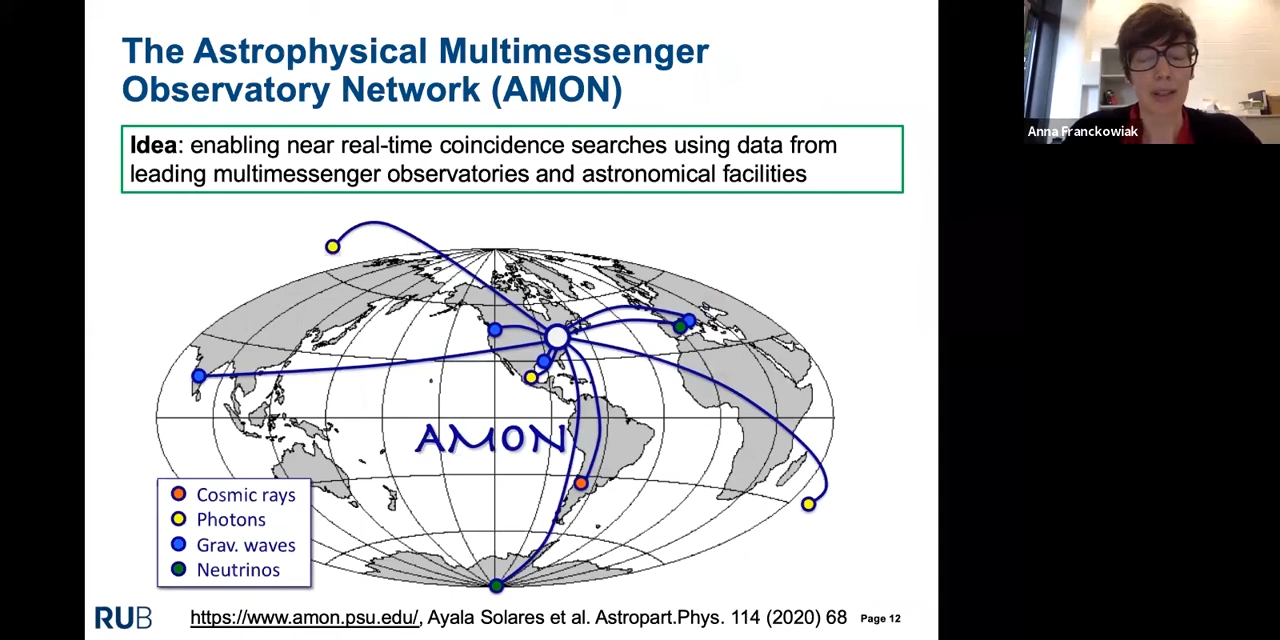 The Astrophysical Multimessenger
Observatory Network (AMON)
Idea: enabling near real-time coincidence searches using data from
leading multimessenger observatories and astronomical facilities
AMON
Cosmic rays
Photons
Grav. waves
Neutrinos
RUB
https://www.amon.psu.edu/, Ayala Solares et al. Astropart.Phys. 114 (2020) 68
Page 12
Anna Franckowiak